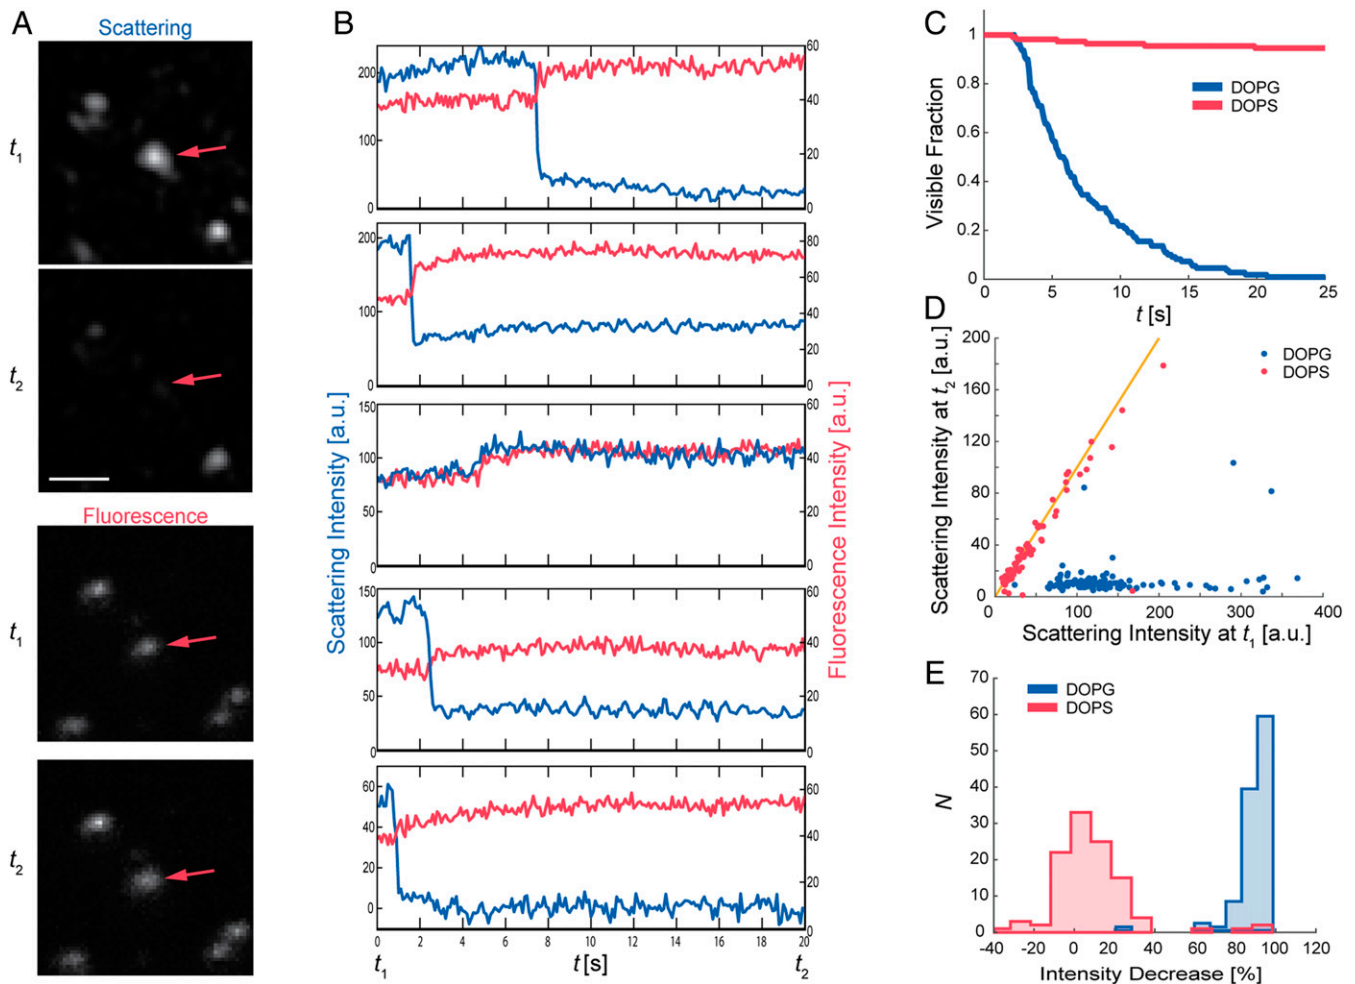 A
Scattering
t1
t2
Fluorescence
t1
t2
B
Scattering Intensity [a.u.]
Fluorescence Intensity [a.u.]
200
100
0
60
40
20
0
200
100
0
80
60
40
20
0
150
100
50
0
60
40
20
0
150
100
50
0
60
40
20
0
60
40
20
0
60
40
20
0
0 2 4 6 8 10 12 14 16 18 20
t1 t [s] t2
C
Visible Fraction
1
0.8
0.6
0.4
0.2
0
DOPG
DOPS
0 5 10 15 20 25
t [s]
D
Scattering Intensity at t2 [a.u.]
200
160
120
80
40
0
DOPG
DOPS
0 100 200 300 400
Scattering Intensity at t1 [a.u.]
E
N
70
60
50
40
30
20
10
0
DOPG
DOPS
-40 -20 0 20 40 60 80 100 120
Intensity Decrease [%]